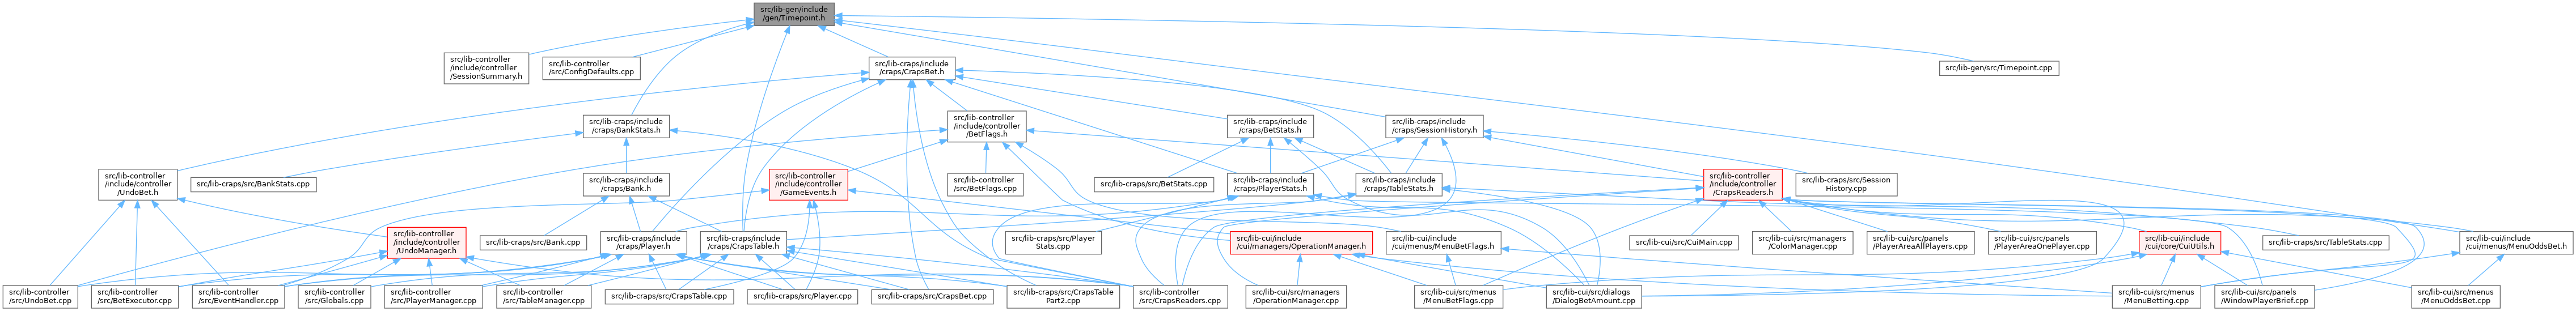 src/lib-gen/include
/gen/Timepoint.h
src/lib-controller
/include/controller
/SessionSummary.h
src/lib-controller
/src/ConfigDefaults.cpp
src/lib-craps/include
/craps/CrapsBet.h
src/lib-gen/src/Timepoint.cpp
src/lib-craps/include
/craps/BankStats.h
src/lib-controller
/include/controller
/BetFlags.h
src/lib-craps/include
/craps/BetStats.h
src/lib-craps/include
/craps/SessionHistory.h
src/lib-controller
/include/controller
/UndoBet.h
src/lib-craps/src/BankStats.cpp
src/lib-craps/include
/craps/Bank.h
src/lib-controller
/include/controller
/GameEvents.h
src/lib-controller
/src/BetFlags.cpp
src/lib-craps/src/BetStats.cpp
src/lib-craps/include
/craps/PlayerStats.h
src/lib-craps/include
/craps/TableStats.h
src/lib-controller
/include/controller
/CrapsReaders.h
src/lib-craps/src/Session
History.cpp
src/lib-controller
/include/controller
/UndoManager.h
src/lib-craps/src/Bank.cpp
src/lib-craps/include
/craps/Player.h
src/lib-craps/include
/craps/CrapsTable.h
src/lib-craps/src/Player
Stats.cpp
src/lib-cui/include
/cui/managers/OperationManager.h
src/lib-cui/include
/cui/menus/MenuBetFlags.h
src/lib-cui/src/CuiMain.cpp
src/lib-cui/src/managers
/ColorManager.cpp
src/lib-cui/src/panels
/PlayerAreaAllPlayers.cpp
src/lib-cui/src/panels
/PlayerAreaOnePlayer.cpp
src/lib-cui/include
/cui/core/CuiUtils.h
src/lib-craps/src/TableStats.cpp
src/lib-cui/include
/cui/menus/MenuOddsBet.h
src/lib-controller
/src/UndoBet.cpp
src/lib-controller
/src/BetExecutor.cpp
src/lib-controller
/src/EventHandler.cpp
src/lib-controller
/src/Globals.cpp
src/lib-controller
/src/PlayerManager.cpp
src/lib-controller
/src/TableManager.cpp
src/lib-craps/src/CrapsTable.cpp
src/lib-craps/src/Player.cpp
src/lib-craps/src/CrapsBet.cpp
src/lib-craps/src/CrapsTable
Part2.cpp
src/lib-controller
/src/CrapsReaders.cpp
src/lib-cui/src/managers
/OperationManager.cpp
src/lib-cui/src/menus
/MenuBetFlags.cpp
src/lib-cui/src/dialogs
/DialogBetAmount.cpp
src/lib-cui/src/menus
/MenuBetting.cpp
src/lib-cui/src/panels
/WindowPlayerBrief.cpp
src/lib-cui/src/menus
/MenuOddsBet.cpp